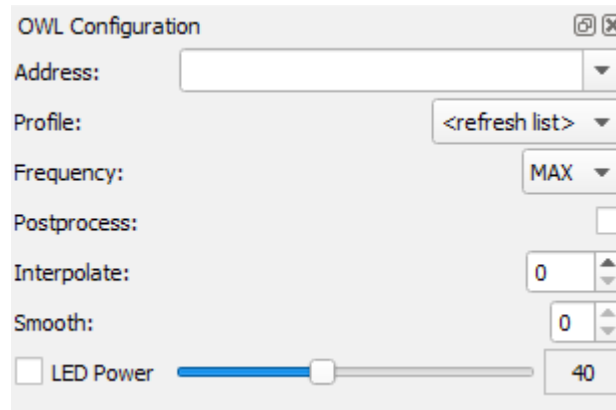 OWL Configuration
Address:
Profile: <refresh list>
Frequency: MAX
Postprocess:
Interpolate: 0
Smooth: 0
LED Power 40